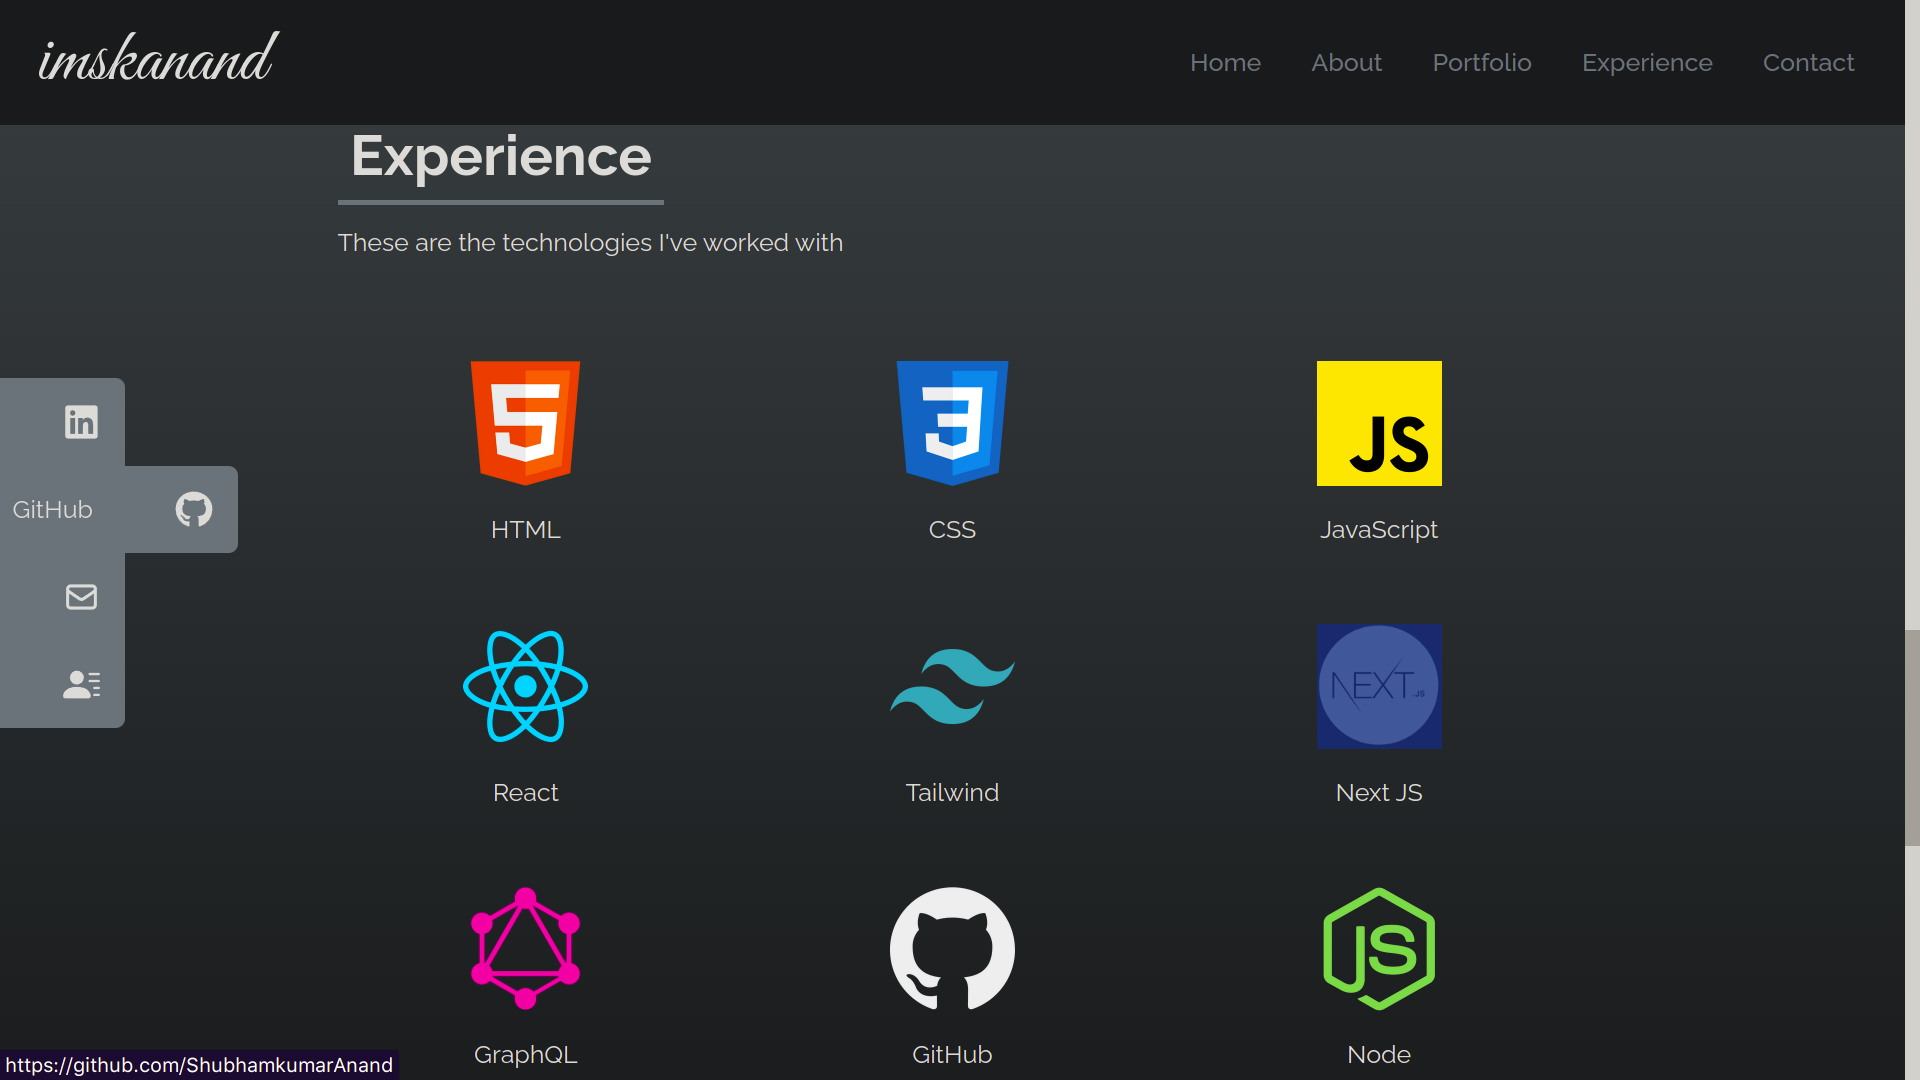 imskanand
Home About Portfolio Experience Contact
Experience
These are the technologies I've worked with
in
GitHub
5
3
JS
HTML CSS JavaScript
NEXT.JS
React Tailwind Next JS
JS
GraphQL GitHub Node
https://github.com/ShubhamkumarAnand